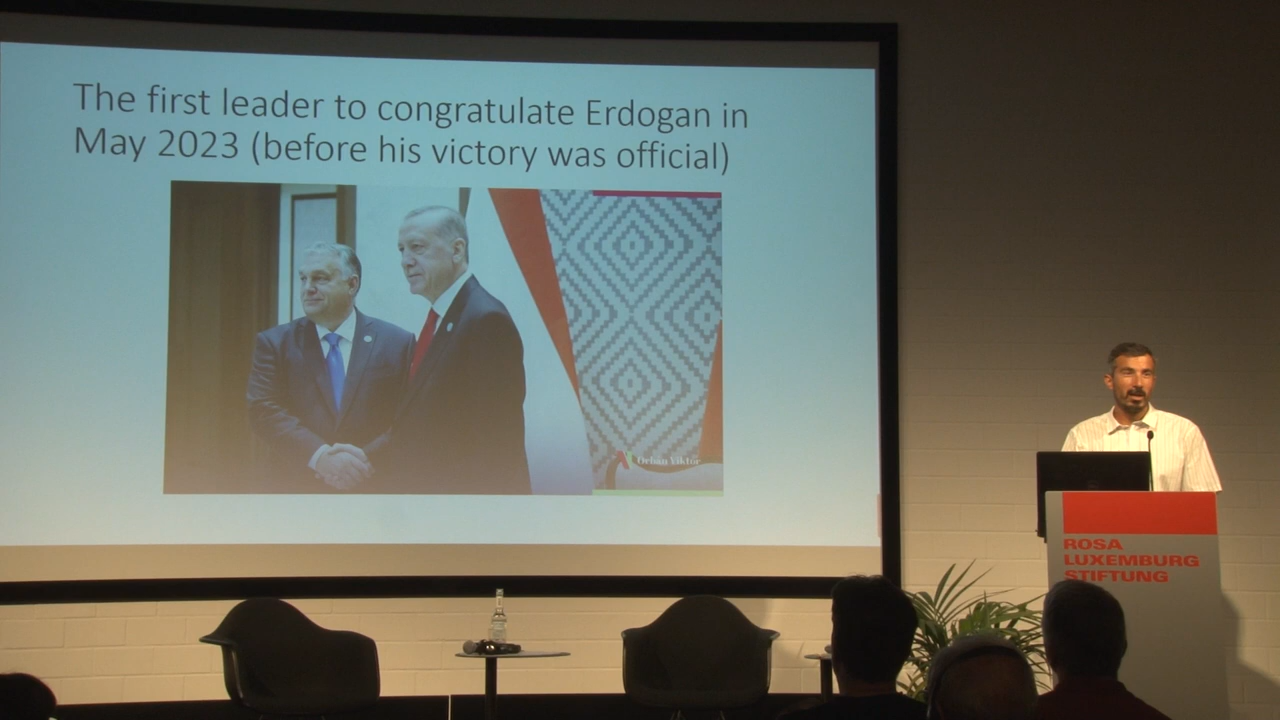 The first leader to congratulate Erdogan in
May 2023 (before his victory was official)
Orbán Viktor
ROSA
LUXEMBURG
STIFTUNG